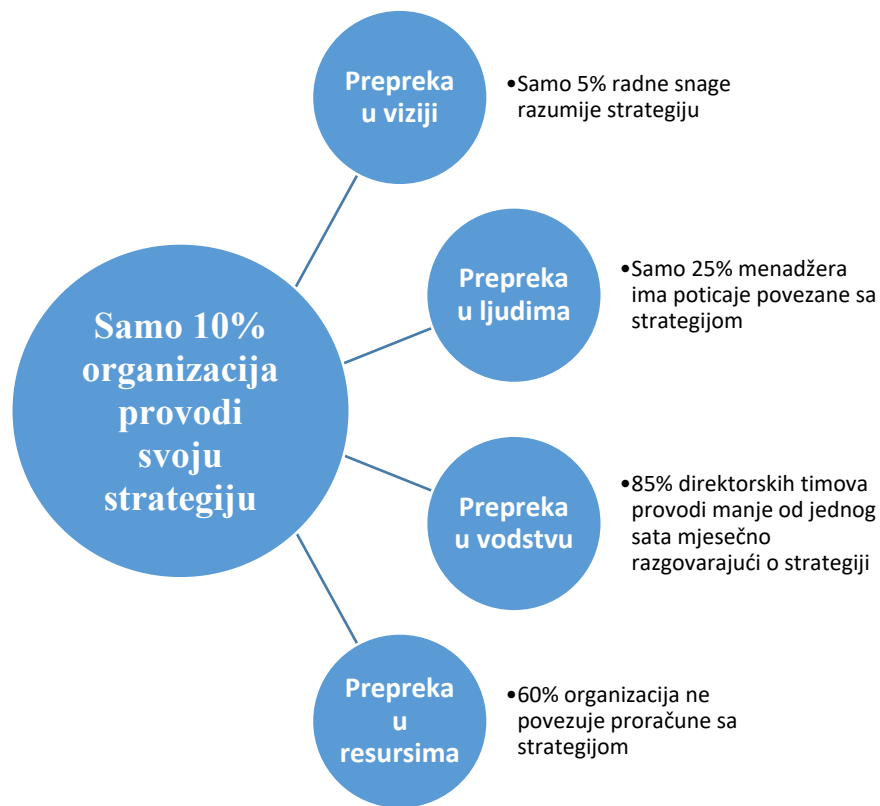 Samo 10%
organizacija
provodi
svoju
strategiju
Prepreka
u viziji
•Samo 5% radne snage
razumije strategiju
Prepreka
u ljudima
•Samo 25% menadžera
ima poticaje povezane sa
strategijom
Prepreka
u vodstvu
•85% direktorskih timova
provodi manje od jednog
sata mjesečno
razgovarajući o strategiji
Prepreka
u
resursima
•60% organizacija ne
povezuje proračune sa
strategijom